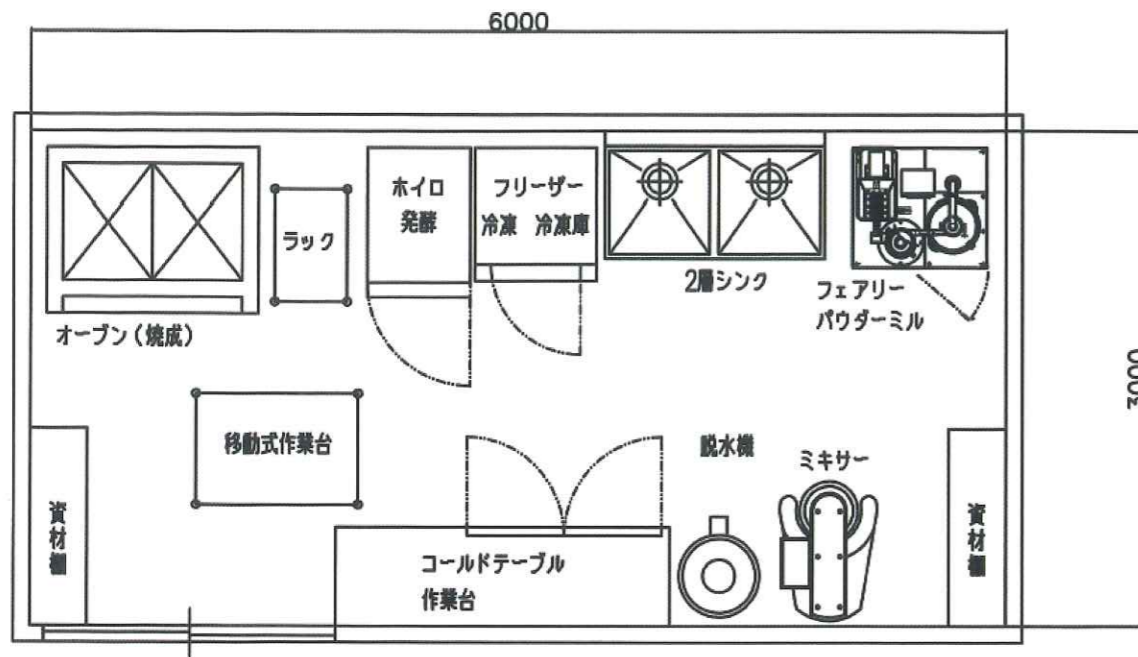 6000
ホイロ
発酵
フリーザー
冷凍　冷凍庫
ラック
2層シンク
フェアリー
パウダーミル
オーブン(焼成)
移動式作業台
脱水機
ミキサー
資材棚
コールドテーブル
作業台
資材棚